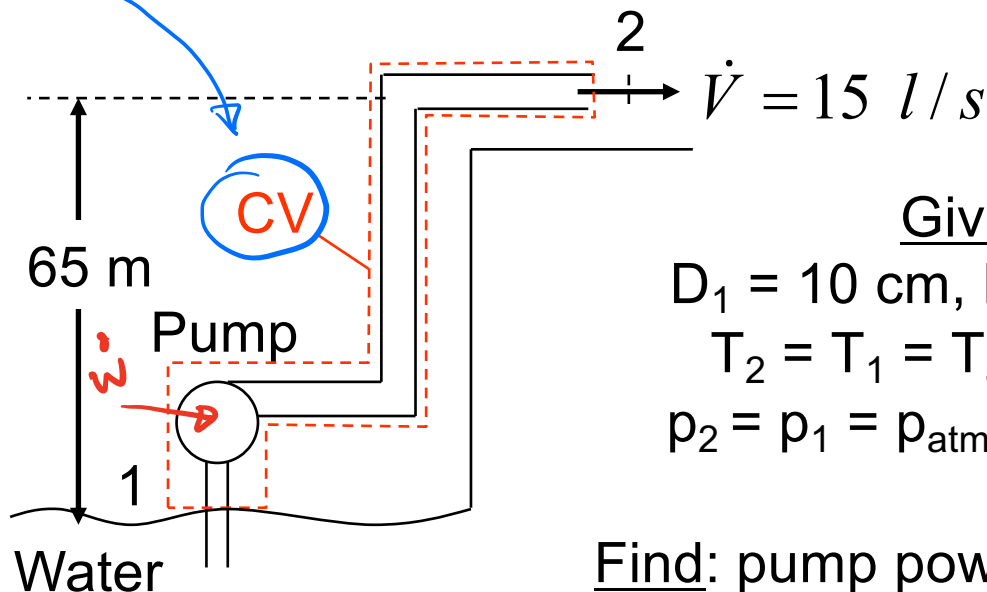 2
V̇ = 15 l / s
CV
Giv
65 m
D₁ = 10 cm,
Pump
T₂ = T₁ = T
ẇ
p₂ = p₁ = pₐₜₘ
1
Water
Find: pump pow